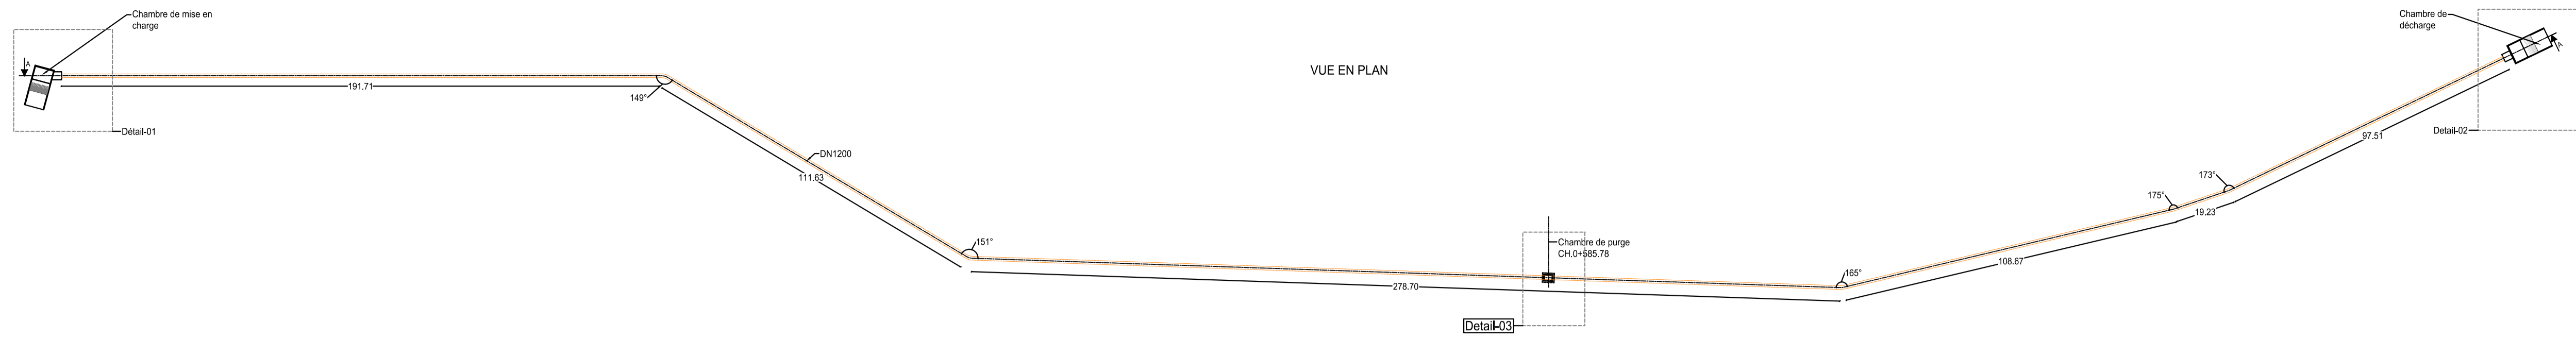 Chambre de mise en
charge
A
191.71
149°
Détail-01
DN1200
111.63
151°
VUE EN PLAN
278.70
Chambre de purge
CH.0+585.78
Detail-03
165°
108.67
175°
19.23
173°
97.51
Chambre de
décharge
A
Detail-02